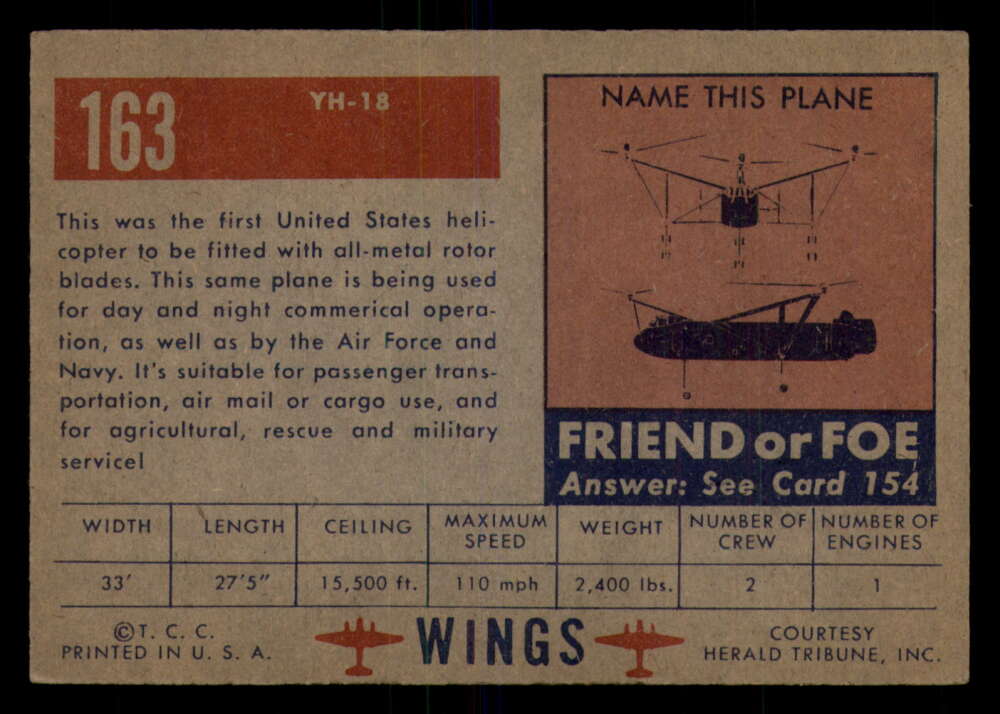 163
YH-18
This was the first United States heli-
copter to be fitted with all-metal rotor
blades. This same plane is being used
for day and night commerical opera-
tion, as well as by the Air Force and
Navy. It's suitable for passenger trans-
portation, air mail or cargo use, and
for agricultural, rescue and military
service!
NAME THIS PLANE
FRIEND or FOE
Answer: See Card 154
WIDTH LENGTH CEILING MAXIMUM SPEED WEIGHT NUMBER OF CREW NUMBER OF ENGINES
33' 27'5" 15,500 ft. 110 mph 2,400 lbs. 2 1
©T. C. C.
PRINTED IN U. S. A.
WINGS
COURTESY
HERALD TRIBUNE, INC.